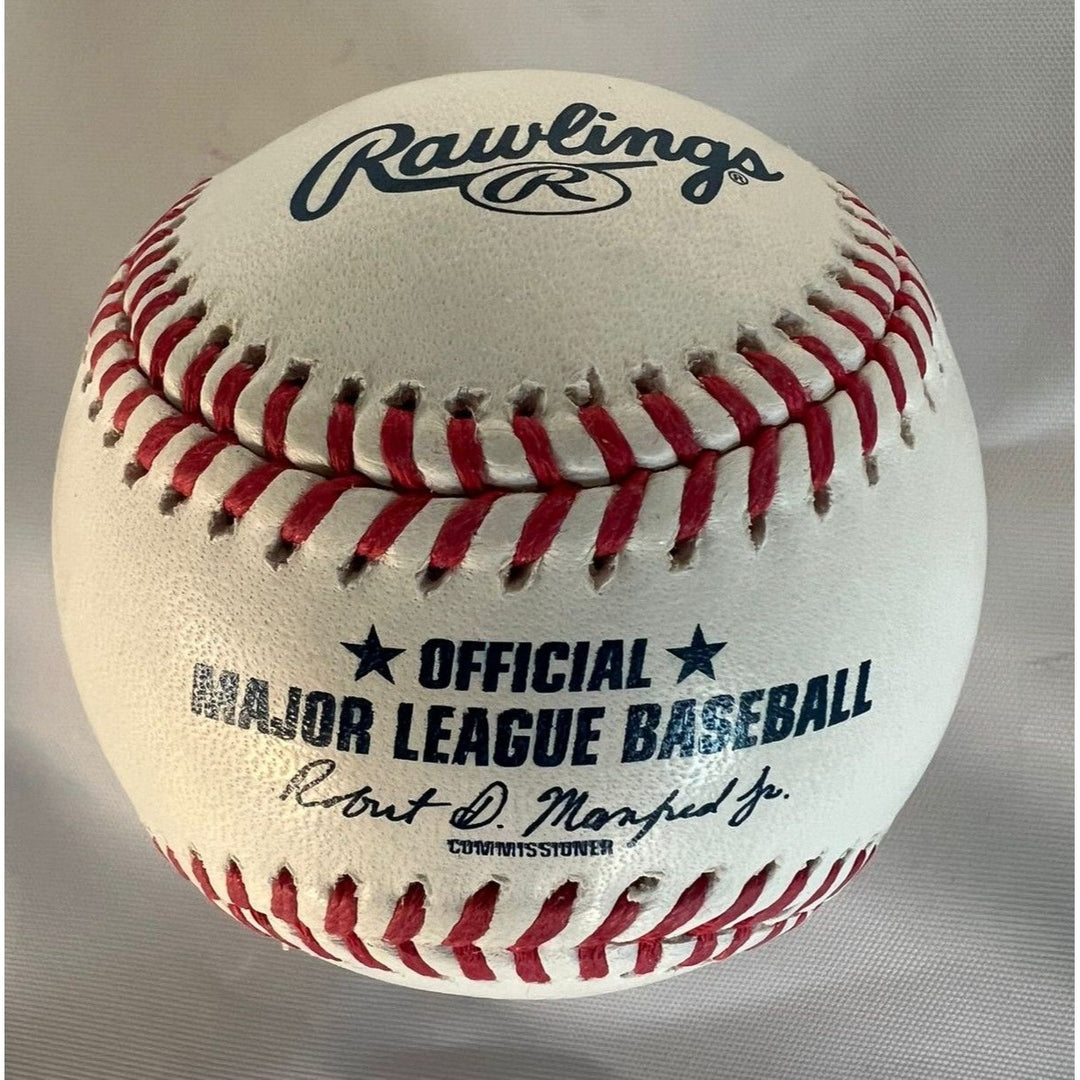 Rawlings®
R
★ OFFICIAL ★
MAJOR LEAGUE BASEBALL
Robert D. Manfred Jr.
COMMISSIONER